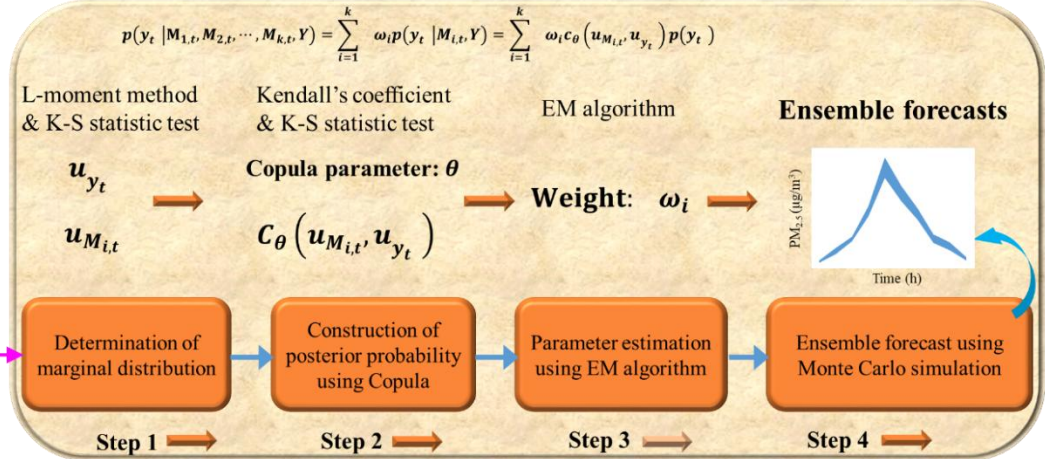 p(y_t |M_{1,t}, M_{2,t}, ⋯, M_{k,t}, Y) = ∑_{i=1}^{k} ω_i p(y_t |M_{i,t}, Y) = ∑_{i=1}^{k} ω_i c_θ (u_{M_{i,t}}, u_{y_t}) p(y_t )
L-moment method
& K-S statistic test
u_{y_t}
u_{M_{i,t}}
Kendall's coefficient
& K-S statistic test
Copula parameter: θ
C_θ (u_{M_{i,t}}, u_{y_t})
EM algorithm
Weight: ω_i
Ensemble forecasts
PM_{2.5} (μg/m³)
Time (h)
Determination of
marginal distribution
Construction of
posterior probability
using Copula
Parameter estimation
using EM algorithm
Ensemble forecast using
Monte Carlo simulation
Step 1
Step 2
Step 3
Step 4